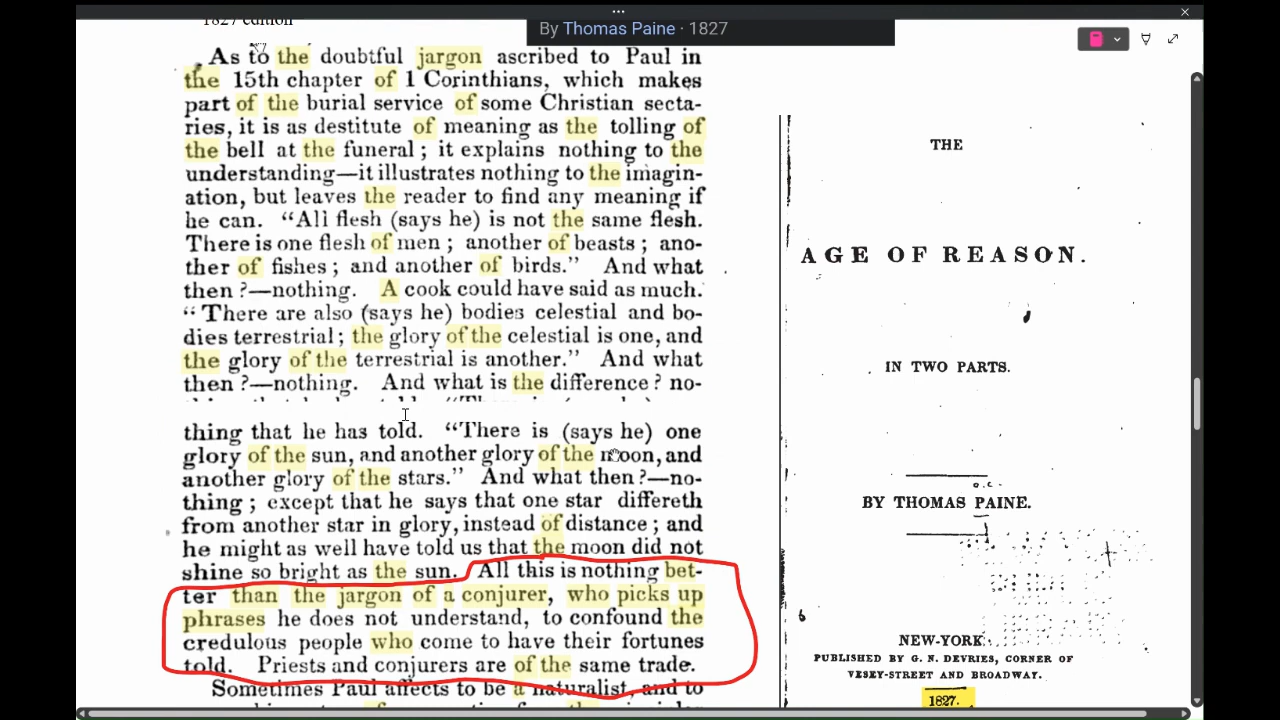 1827 edition
By Thomas Paine · 1827
As to the doubtful jargon ascribed to Paul in
the 15th chapter of 1 Corinthians, which makes
part of the burial service of some Christian secta-
ries, it is as destitute of meaning as the tolling of
the bell at the funeral; it explains nothing to the
understanding—it illustrates nothing to the imagin-
ation, but leaves the reader to find any meaning if
he can. "All flesh (says he) is not the same flesh.
There is one flesh of men; another of beasts; ano-
ther of fishes; and another of birds." And what
then?—nothing. A cook could have said as much.
"There are also (says he) bodies celestial and bo-
dies terrestrial; the glory of the celestial is one, and
the glory of the terrestrial is another." And what
then?—nothing. And what is the difference? no-
thing that he has told. "There is (says he) one
glory of the sun, and another glory of the moon, and
another glory of the stars." And what then?—no-
thing; except that he says that one star differeth
from another star in glory, instead of distance; and
he might as well have told us that the moon did not
shine so bright as the sun. All this is nothing bet-
ter than the jargon of a conjurer, who picks up
phrases he does not understand, to confound the
credulous people who come to have their fortunes
told. Priests and conjurers are of the same trade.
Sometimes Paul affects to be a naturalist, and to
THE
AGE OF REASON.
IN TWO PARTS.
BY THOMAS PAINE.
NEW-YORK:
PUBLISHED BY G. N. DEVRIES, CORNER OF
VESEY-STREET AND BROADWAY.
1827.